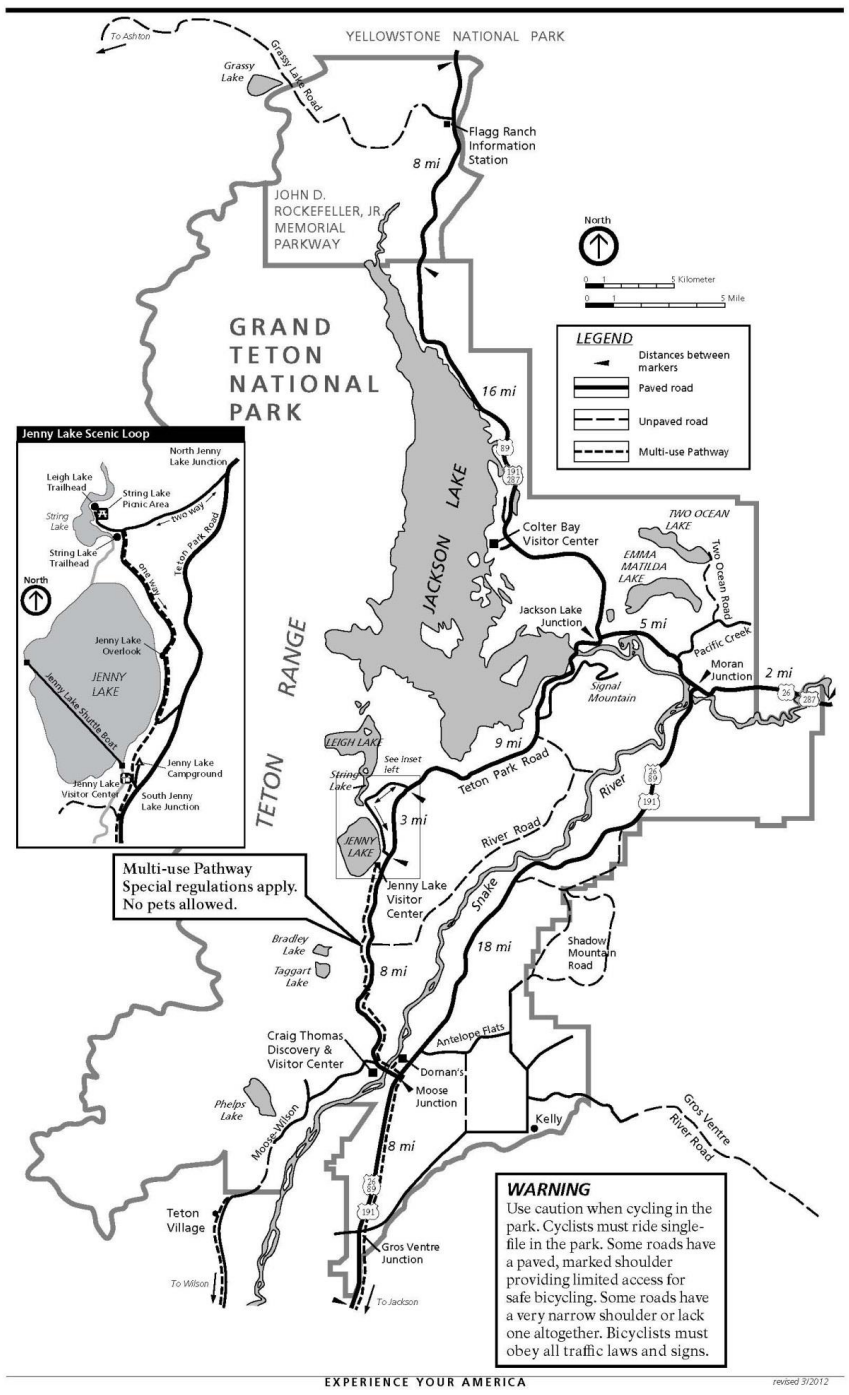 To Ashton
YELLOWSTONE NATIONAL PARK
Grassy
Lake
Grassy Lake Road
Flagg Ranch
Information
Station
8 mi
JOHN D.
ROCKEFELLER, JR.
MEMORIAL
PARKWAY
North
0 1 5 Kilometer
0 1 5 Mile
GRAND
TETON
NATIONAL
PARK
LEGEND
Distances between
markers
Paved road
Unpaved road
Multi-use Pathway
16 mi
89
191
287
JACKSON LAKE
Colter Bay
Visitor Center
TWO OCEAN
LAKE
EMMA
MATILDA
LAKE
Two Ocean Road
Jackson Lake
Junction
5 mi
Pacific Creek
Moran
Junction
2 mi
26
287
Signal
Mountain
Jenny Lake Scenic Loop
North Jenny
Lake Junction
Leigh Lake
Trailhead
String Lake
Picnic Area
String
Lake
two way
Teton Park Road
String Lake
Trailhead
one way
North
Jenny Lake
Overlook
JENNY
LAKE
Jenny Lake Shuttle Boat
Jenny Lake
Campground
Jenny Lake
Visitor Center
South Jenny
Lake Junction
TETON RANGE
LEIGH LAKE
See inset
left
String
Lake
9 mi
Teton Park Road
26
89
191
River Road
Snake River
3 mi
JENNY
LAKE
Jenny Lake
Visitor
Center
Multi-use Pathway
Special regulations apply.
No pets allowed.
Bradley
Lake
Taggart
Lake
8 mi
18 mi
Shadow
Mountain
Road
Craig Thomas
Discovery &
Visitor Center
Antelope Flats
Dornan's
Moose
Junction
Phelps
Lake
Moose-Wilson
Kelly
Gros Ventre
River Road
8 mi
26
89
191
Teton
Village
Gros Ventre
Junction
To Wilson
To Jackson
WARNING
Use caution when cycling in the
park. Cyclists must ride single-
file in the park. Some roads have
a paved, marked shoulder
providing limited access for
safe bicycling. Some roads have
a very narrow shoulder or lack
one altogether. Bicyclists must
obey all traffic laws and signs.
EXPERIENCE YOUR AMERICA
revised 3/2012